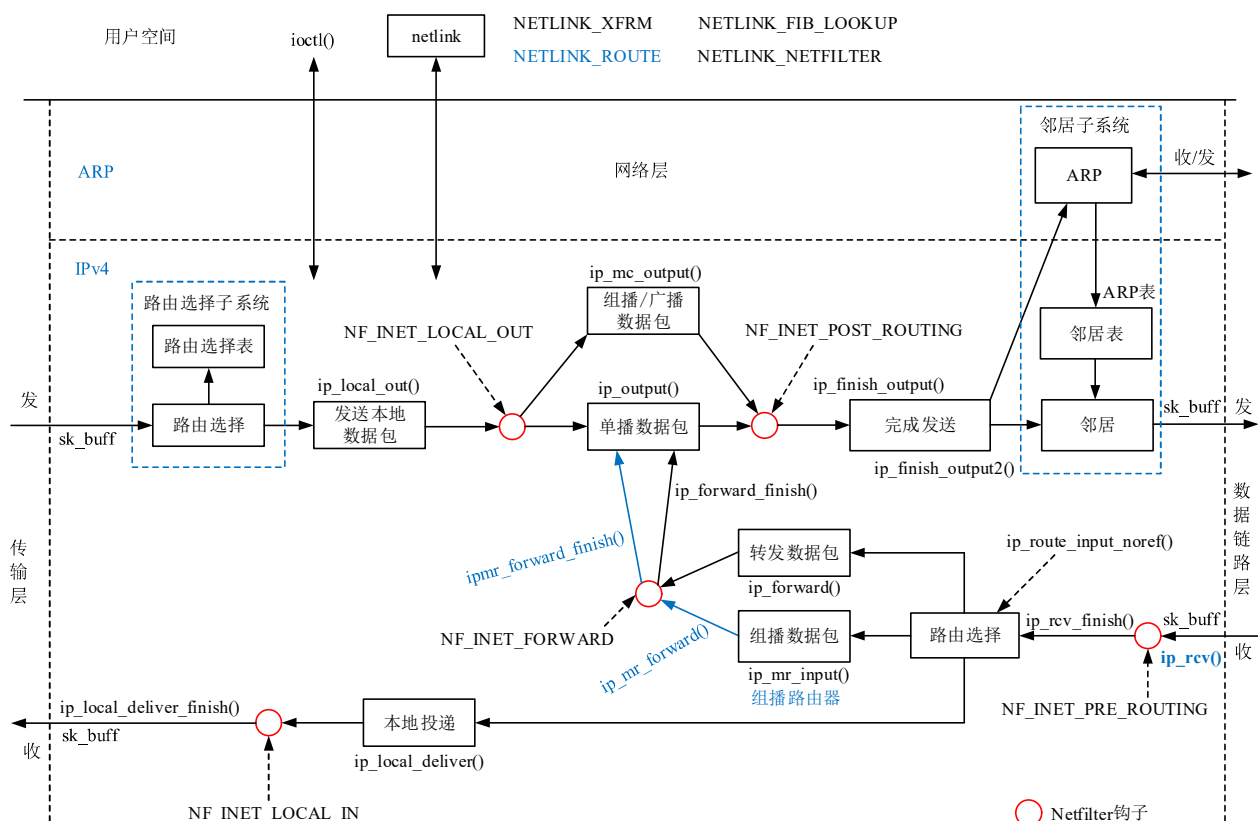 用户空间
ioctl()
netlink
NETLINK_XFRM
NETLINK_FIB_LOOKUP
NETLINK_ROUTE
NETLINK_NETFILTER
邻居子系统
ARP
网络层
ARP
收/发
IPv4
路由选择子系统
路由选择表
路由选择
ip_mc_output()
组播/广播
数据包
ARP表
邻居表
NF_INET_LOCAL_OUT
NF_INET_POST_ROUTING
发
sk_buff
ip_local_out()
发送本地
数据包
ip_output()
单播数据包
ip_finish_output()
完成发送
ip_finish_output2()
邻居
sk_buff
发
ip_forward_finish()
ipmr_forward_finish()
传输层
数据链路层
转发数据包
ip_forward()
ip_route_input_noref()
NF_INET_FORWARD
ip_mr_forward()
组播数据包
ip_mr_input()
组播路由器
路由选择
ip_rcv_finish()
sk_buff
ip_rcv()
收
NF_INET_PRE_ROUTING
ip_local_deliver_finish()
sk_buff
收
本地投递
ip_local_deliver()
NF_INET_LOCAL_IN
Netfilter钩子